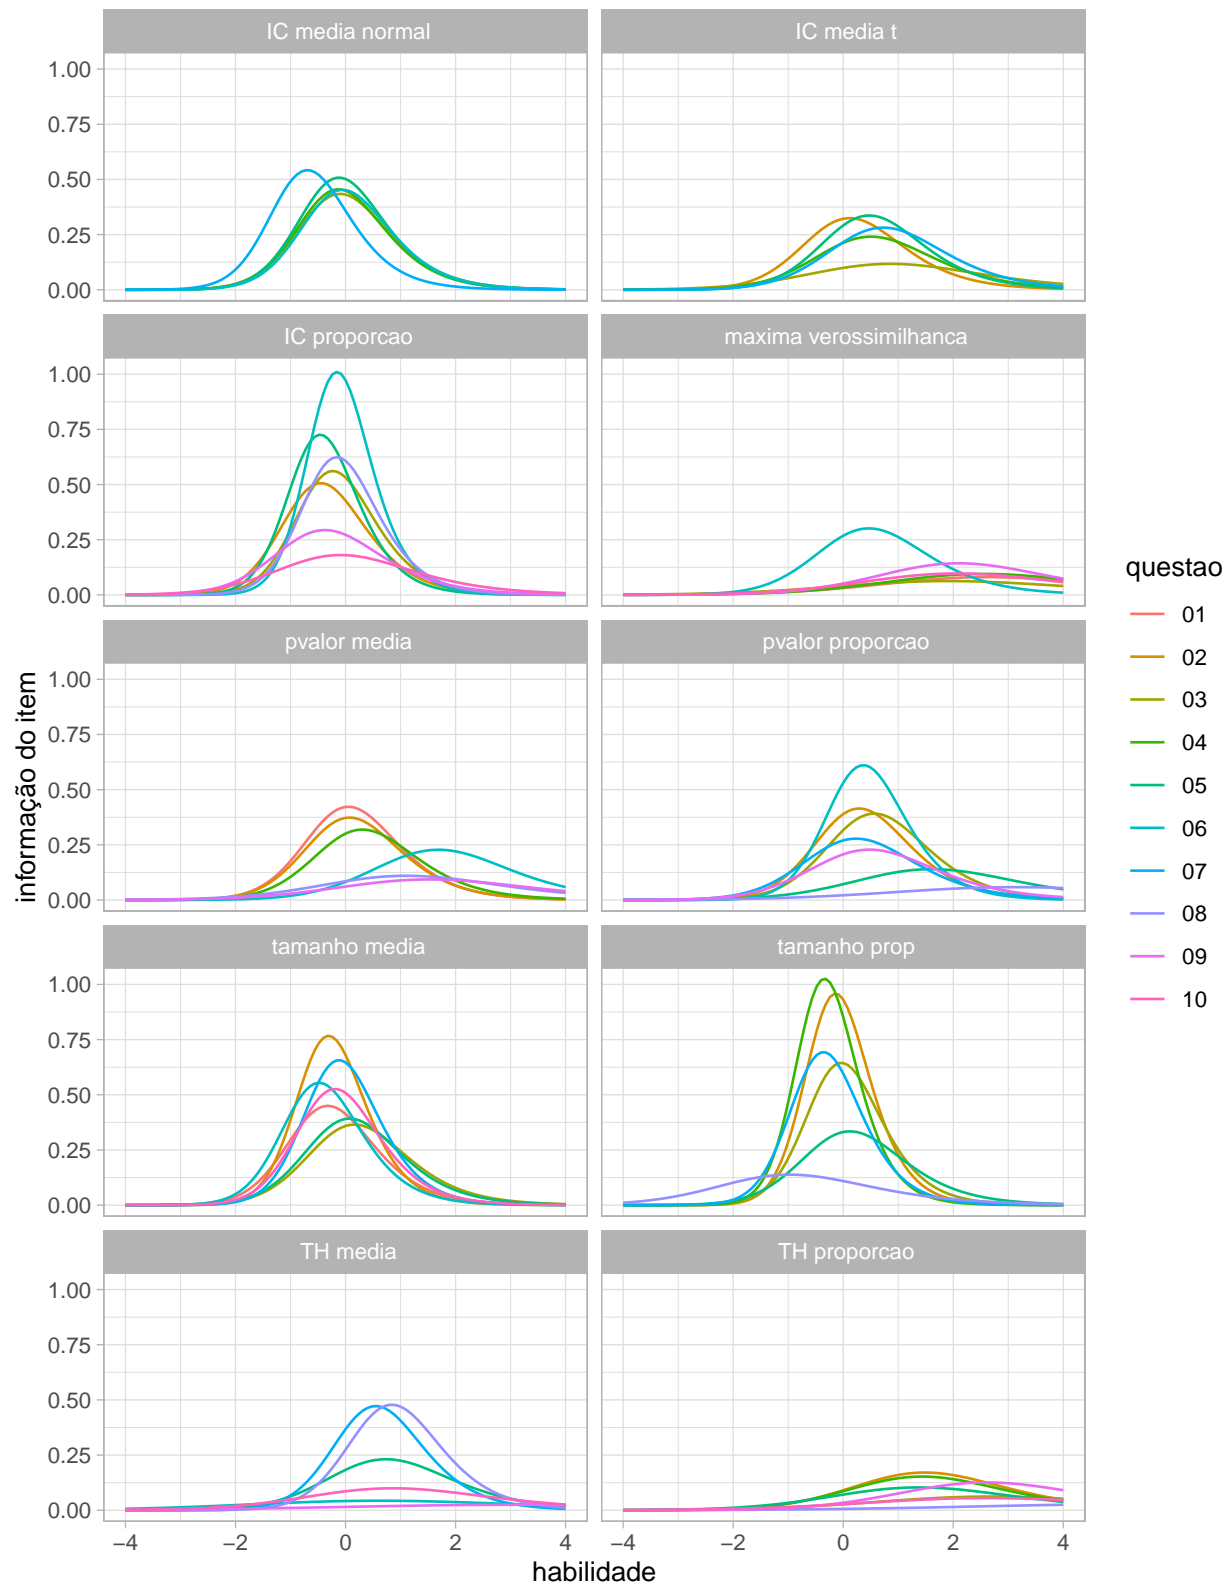 IC media normal
IC media t
1.00
0.75
0.50
0.25
0.00
IC proporcao
maxima verossimilhanca
1.00
0.75
0.50
0.25
0.00
pvalor media
pvalor proporcao
1.00
0.75
0.50
0.25
0.00
tamanho media
tamanho prop
1.00
0.75
0.50
0.25
0.00
TH media
TH proporcao
1.00
0.75
0.50
0.25
0.00
−4 −2 0 2 4
−4 −2 0 2 4
habilidade
informação do item
questao
01
02
03
04
05
06
07
08
09
10